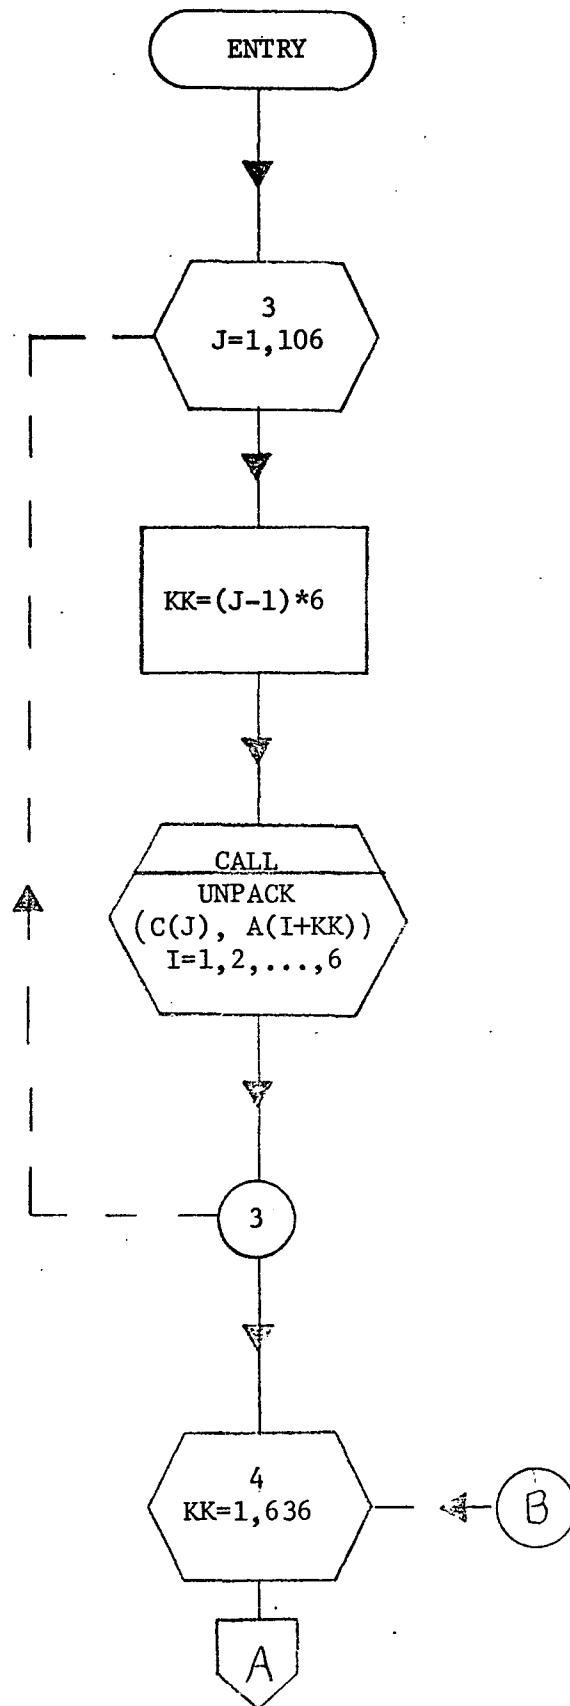 ENTRY
3
J=1,106
KK=(J-1)*6
CALL
UNPACK
(C(J), A(I+KK))
I=1,2,...,6
3
4
KK=1,636
B
A